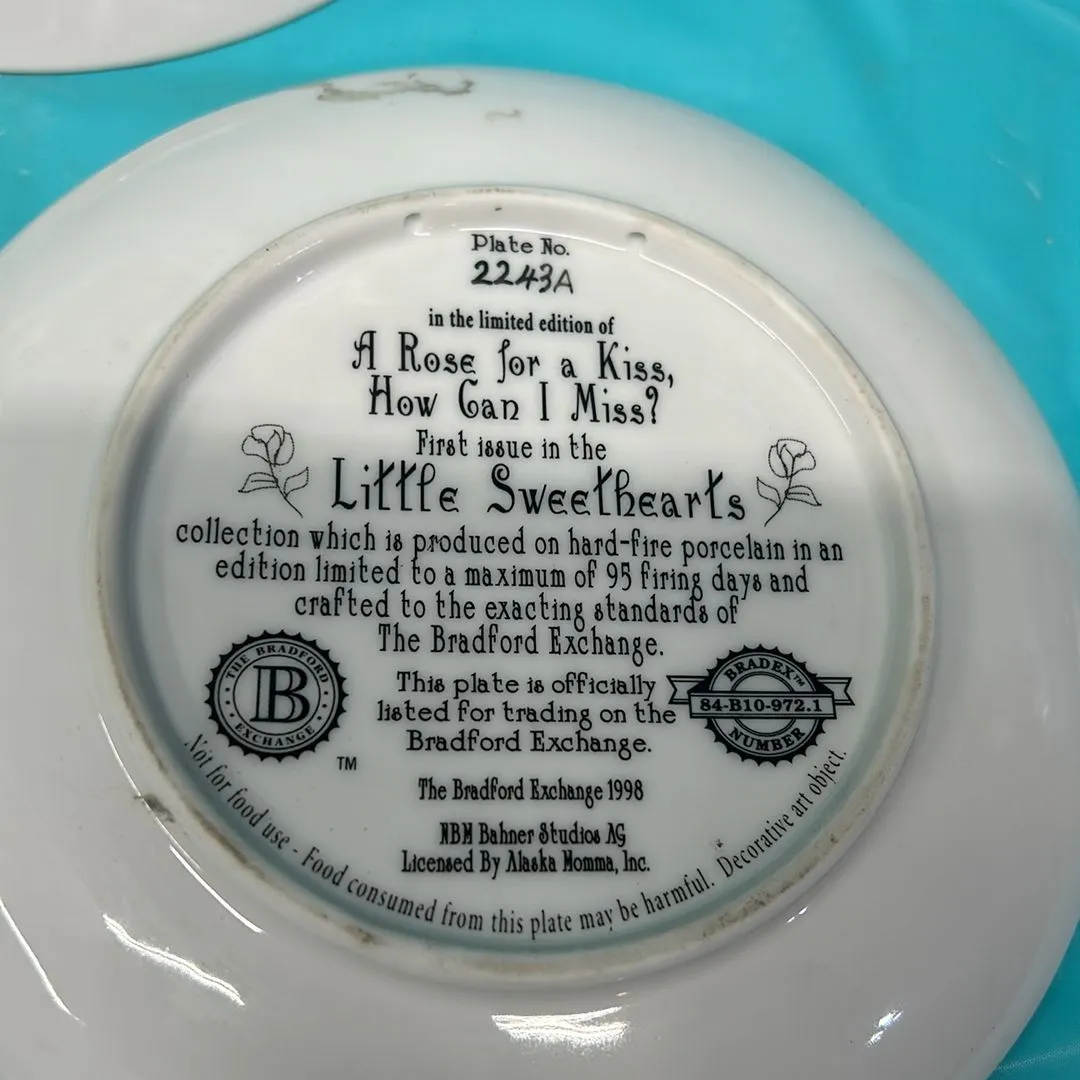 Plate No.
2243A
in the limited edition of
A Rose for a Kiss,
How Can I Miss?
First issue in the
Little Sweethearts
collection which is produced on hard-fire porcelain in an
edition limited to a maximum of 95 firing days and
crafted to the exacting standards of
The Bradford Exchange.
THE BRADFORD
B
EXCHANGE
TM
This plate is officially
listed for trading on the
Bradford Exchange.
BRADEX™
84-B10-972.1
NUMBER
The Bradford Exchange 1998
NBM Bahner Studios AG
Licensed By Alaska Momma, Inc.
Not for food use - Food consumed from this plate may be harmful. Decorative art object.